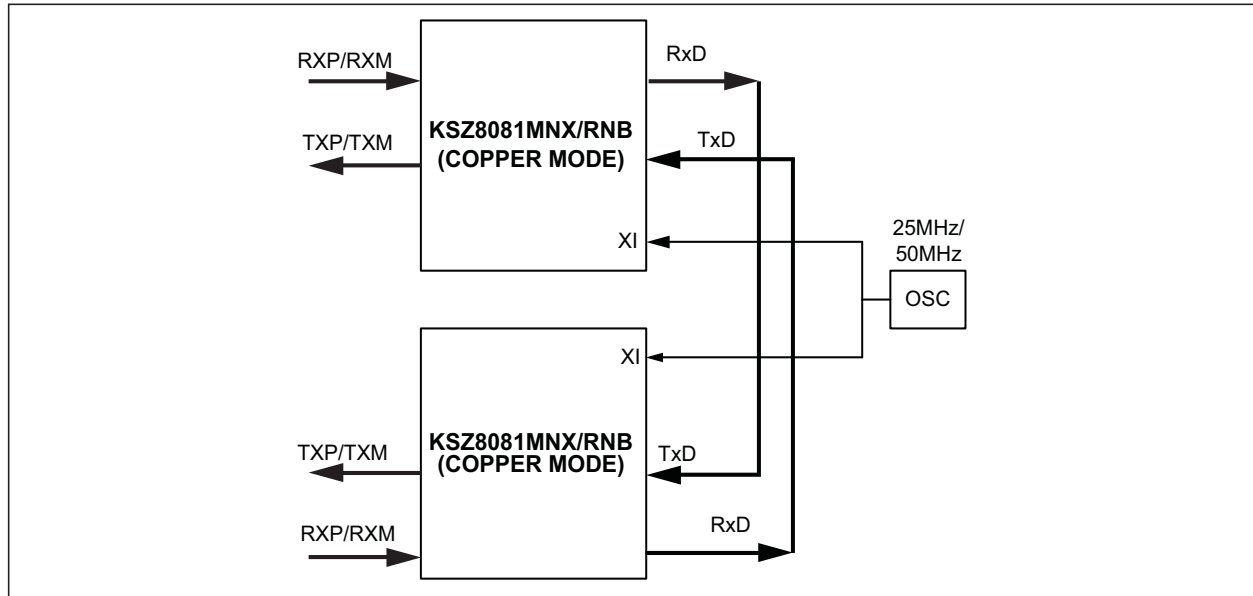 RXP/RXM
RxD
KSZ8081MNX/RNB
(COPPER MODE)
TXP/TXM
TxD
XI
25MHz/
50MHz
OSC
XI
KSZ8081MNX/RNB
(COPPER MODE)
TXP/TXM
TxD
RXP/RXM
RxD